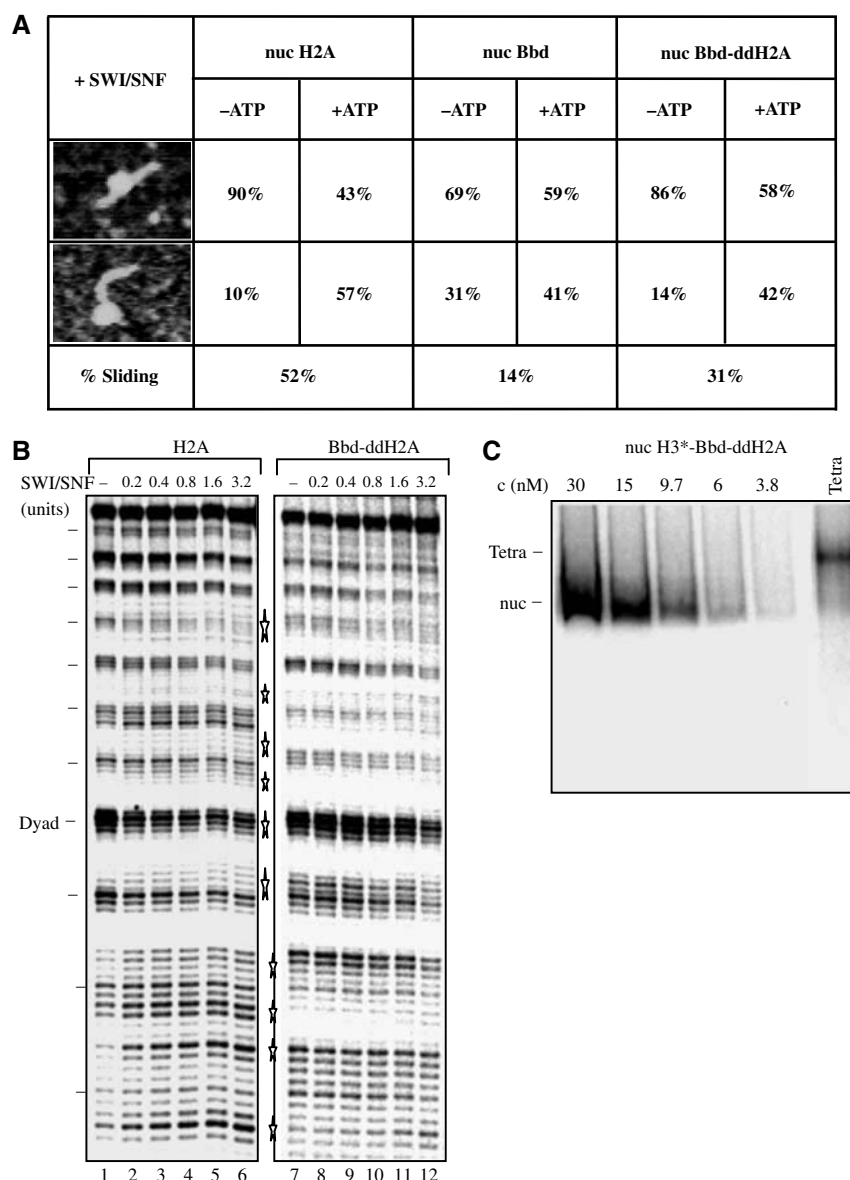 A
+ SWI/SNF
nuc H2A
nuc Bbd
nuc Bbd-ddH2A
–ATP
+ATP
–ATP
+ATP
–ATP
+ATP
90%
43%
69%
59%
86%
58%
10%
57%
31%
41%
14%
42%
% Sliding
52%
14%
31%
B
H2A
Bbd-ddH2A
SWI/SNF – 0.2 0.4 0.8 1.6 3.2 – 0.2 0.4 0.8 1.6 3.2
(units)
Dyad –
1 2 3 4 5 6 7 8 9 10 11 12
C
nuc H3*-Bbd-ddH2A
c (nM) 30 15 9.7 6 3.8 Tetra
Tetra –
nuc –